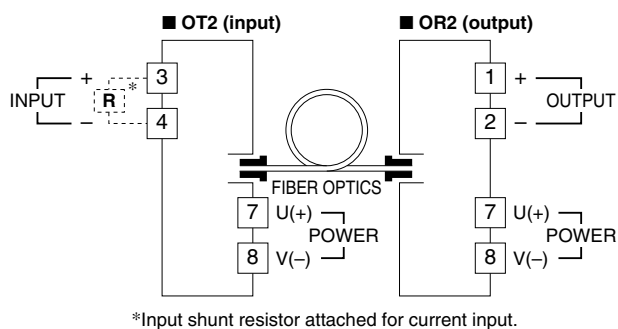 ■ OT2 (input)
■ OR2 (output)
INPUT
+
–
R
*
3
4
1
2
+
–
OUTPUT
FIBER OPTICS
7
8
U(+)
V(–)
POWER
7
8
U(+)
V(–)
POWER
*Input shunt resistor attached for current input.